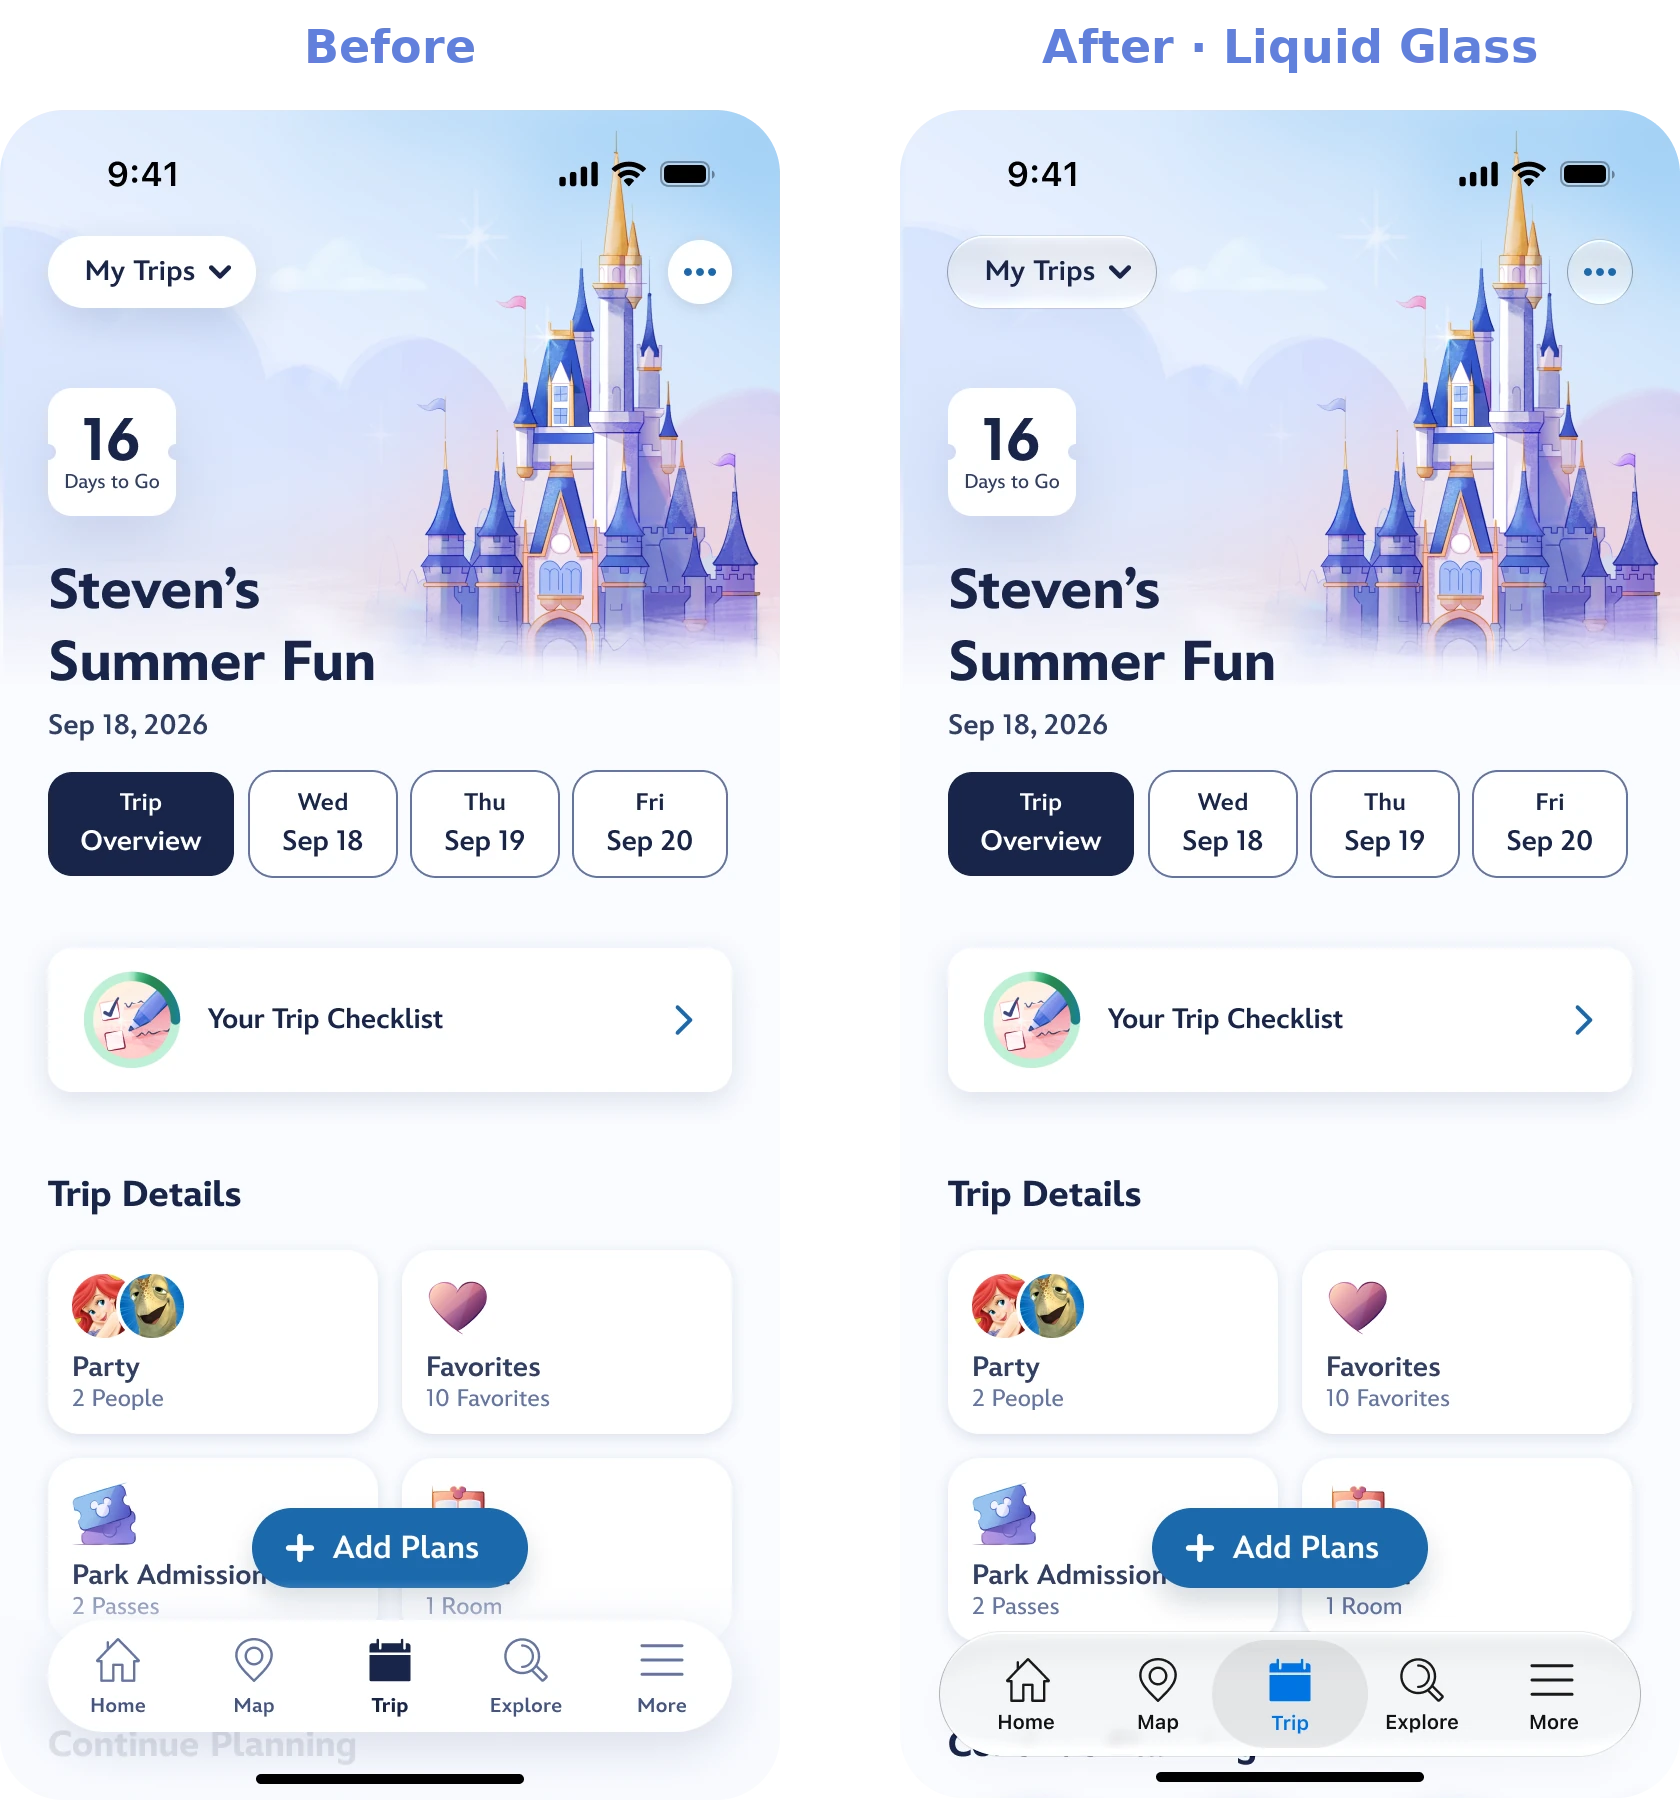 Before
9:41
My Trips
16
Days to Go
Steven's
Summer Fun
Sep 18, 2026
Trip Overview
Wed Sep 18
Thu Sep 19
Fri Sep 20
Your Trip Checklist
Trip Details
Party
2 People
Favorites
10 Favorites
Add Plans
Park Admission
2 Passes
1 Room
Home
Map
Trip
Explore
More
Continue Planning
After · Liquid Glass
9:41
My Trips
16
Days to Go
Steven's
Summer Fun
Sep 18, 2026
Trip Overview
Wed Sep 18
Thu Sep 19
Fri Sep 20
Your Trip Checklist
Trip Details
Party
2 People
Favorites
10 Favorites
Add Plans
Park Admission
2 Passes
1 Room
Home
Map
Trip
Explore
More